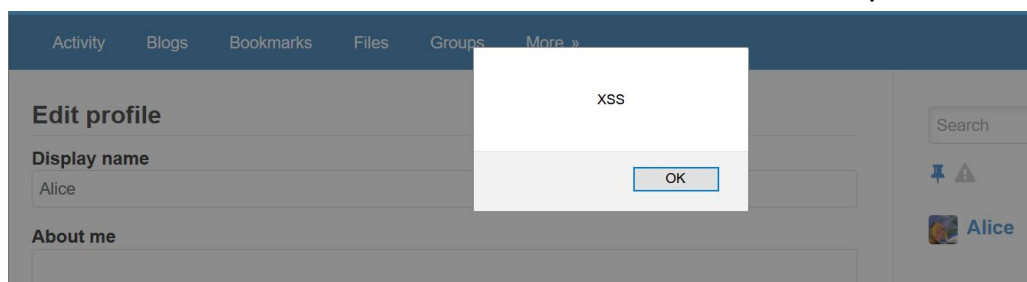 Activity Blogs Bookmarks Files Groups More »
XSS
OK
Edit profile
Display name
Alice
About me
Search
Alice